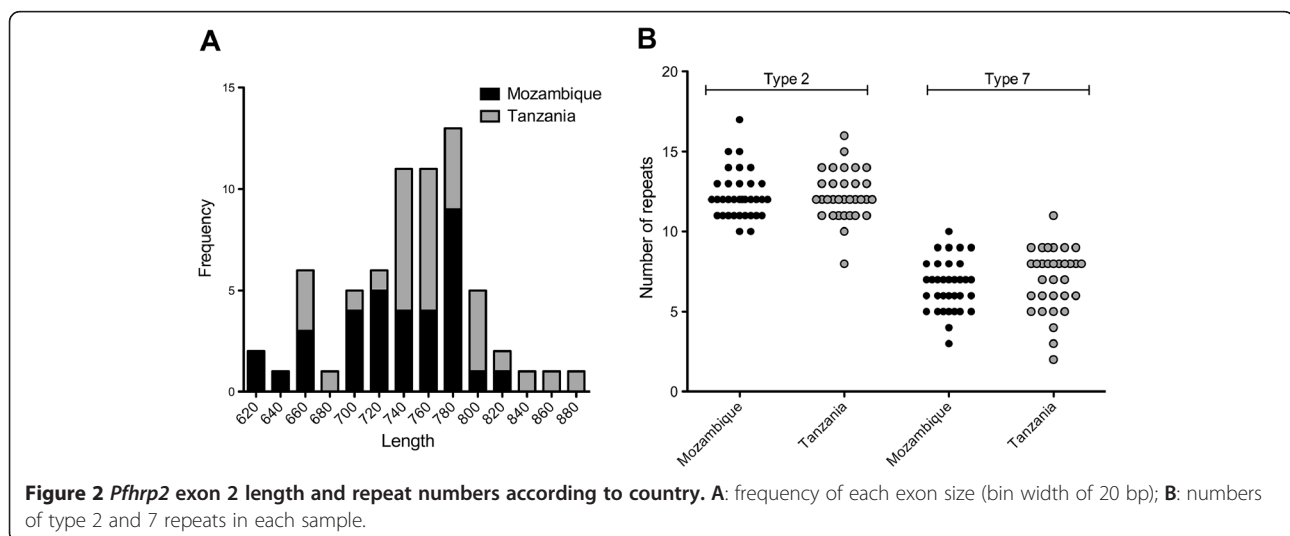 A
Frequency
15
10
5
0
Mozambique
Tanzania
620 640 660 680 700 720 740 760 780 800 820 840 860 880
Length
B
Number of repeats
20
15
10
5
0
Type 2
Type 7
Mozambique
Tanzania
Mozambique
Tanzania
Figure 2 Pfhrp2 exon 2 length and repeat numbers according to country. A: frequency of each exon size (bin width of 20 bp); B: numbers
of type 2 and 7 repeats in each sample.